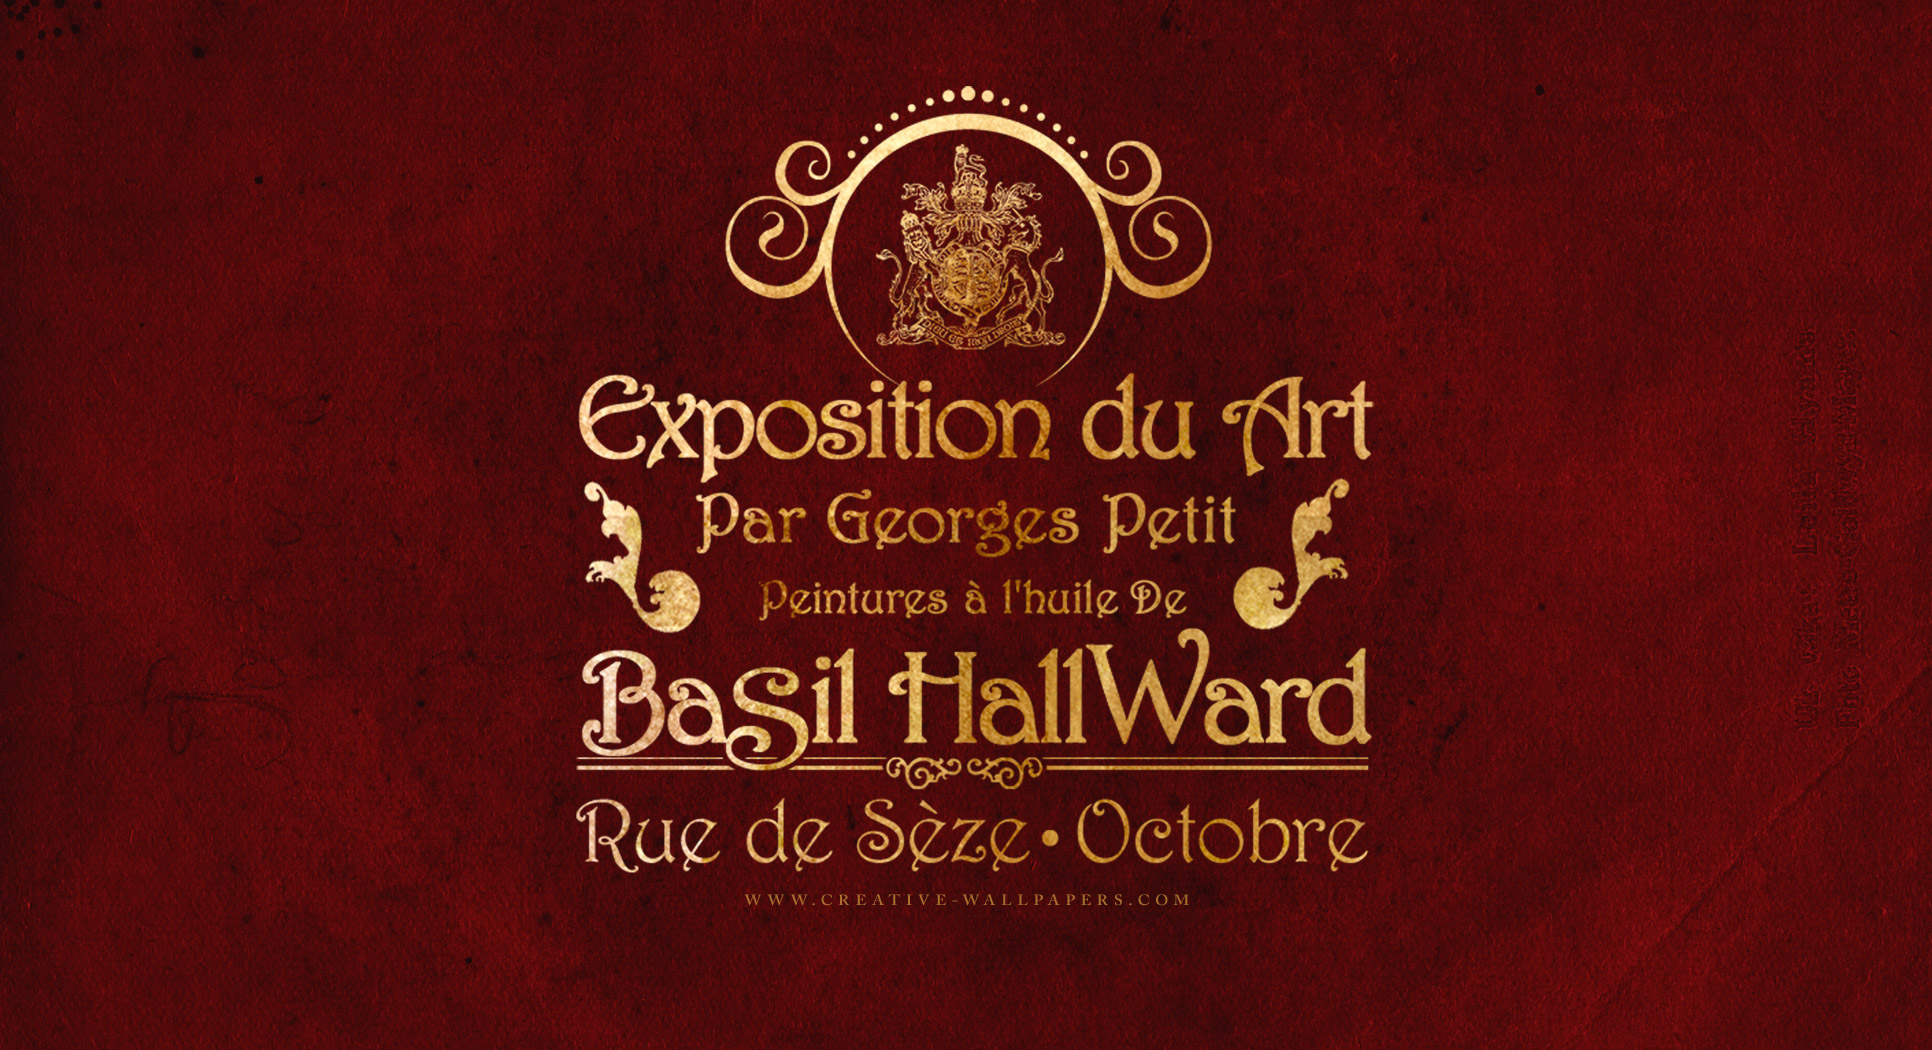 Exposition du Art
Par Georges Petit
Peintures à l'huile De
BaSil HallWard
Rue de Sèze • Octobre
WWW.CREATIVE-WALLPAPERS.COM